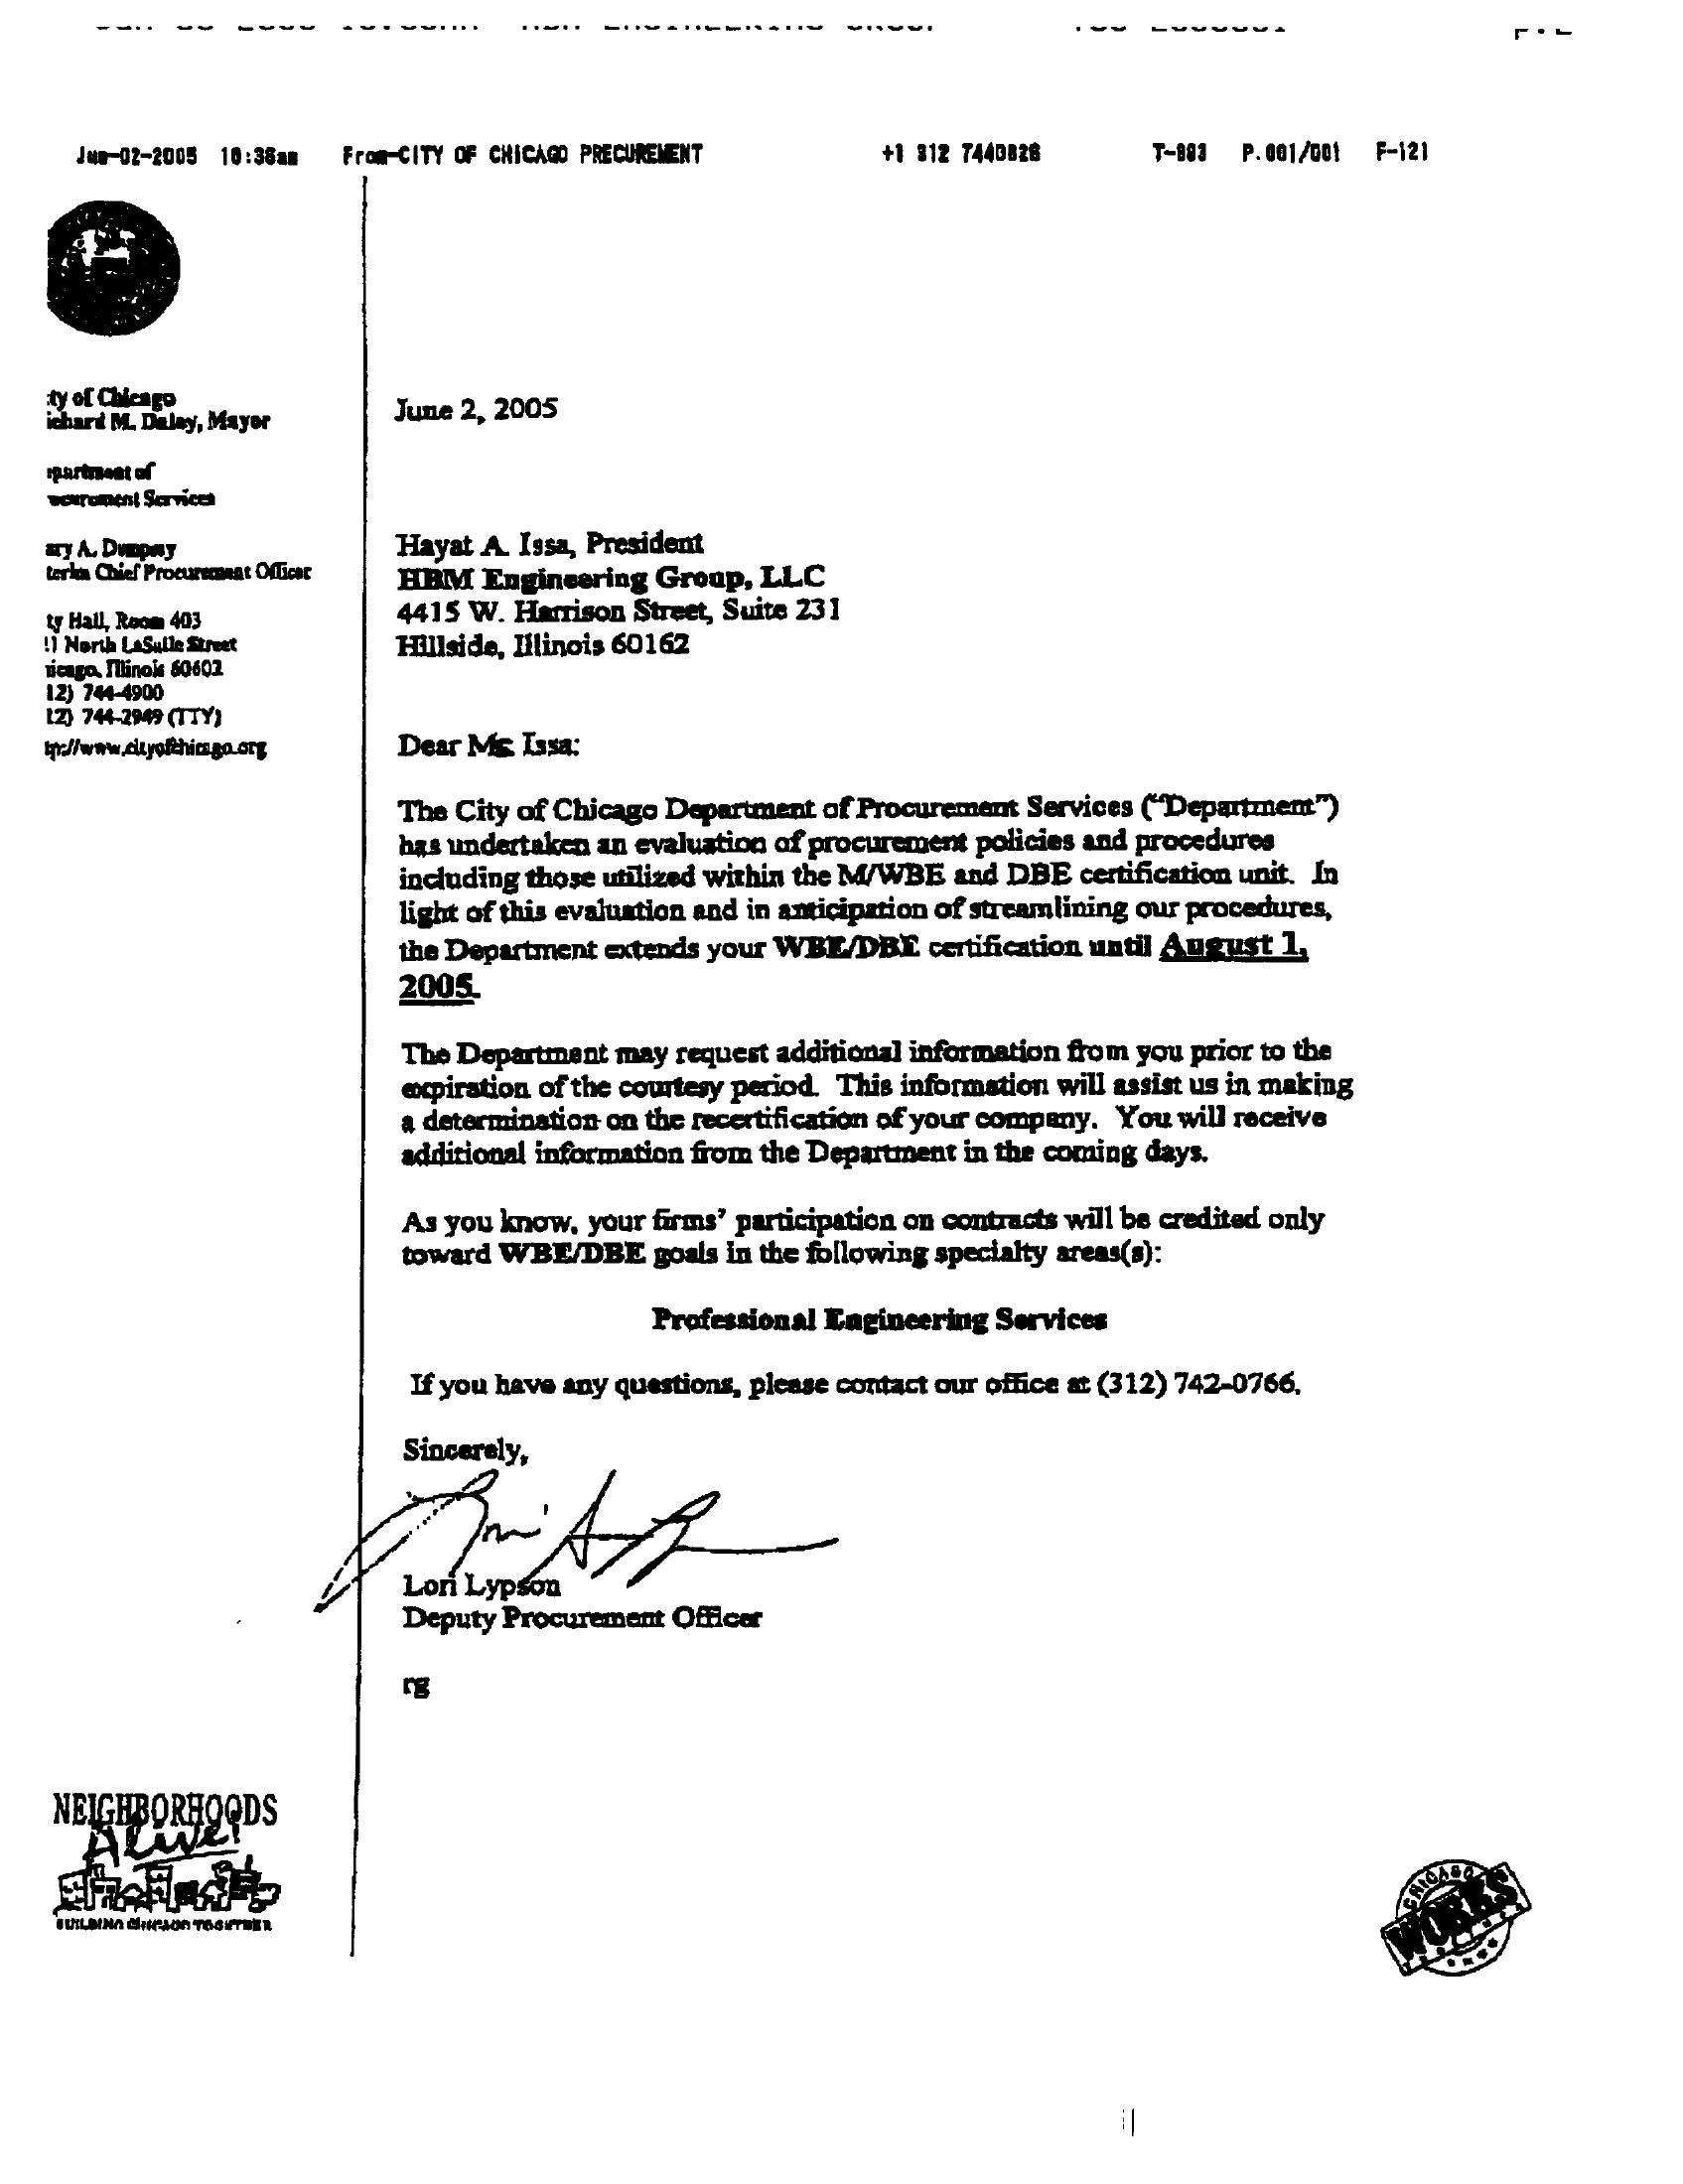 Jun-02-2005 10:38am From-CITY OF CHICAGO PRECUREMENT +1 312 7440826 P.001/001 F-121
ty of Chicago
ichard M. Daley, Mayor
partment of
ocurement Services
ary A. Dempsey
terim Chief Procurement Officer
ty Hall, Room 403
1 North LaSalle Street
icago, Illinois 60602
12) 744-4900
12) 744-2949 (TTY)
tp://www.cityofchicago.org
June 2, 2005
Hayat A. Issa, President
HBM Engineering Group, LLC
4415 W. Harrison Street, Suite 231
Hillside, Illinois 60162
Dear Ms. Issa:
The City of Chicago Department of Procurement Services ("Department")
has undertaken an evaluation of procurement policies and procedures
including those utilized within the M/WBE and DBE certification unit. In
light of this evaluation and in anticipation of streamlining our procedures,
the Department extends your WBE/DBE certification until August 1,
2005.
The Department may request additional information from you prior to the
expiration of the courtesy period. This information will assist us in making
a determination on the recertification of your company. You will receive
additional information from the Department in the coming days.
As you know, your firms' participation on contracts will be credited only
toward WBE/DBE goals in the following specialty areas(s):
Professional Engineering Services
If you have any questions, please contact our office at (312) 742-0766.
Sincerely,
Lori Lypson
Deputy Procurement Officer
rg
NEIGHBORHOODS
Alive!
BUILDING CHICAGO TOGETHER
CHICAGO
WORKS